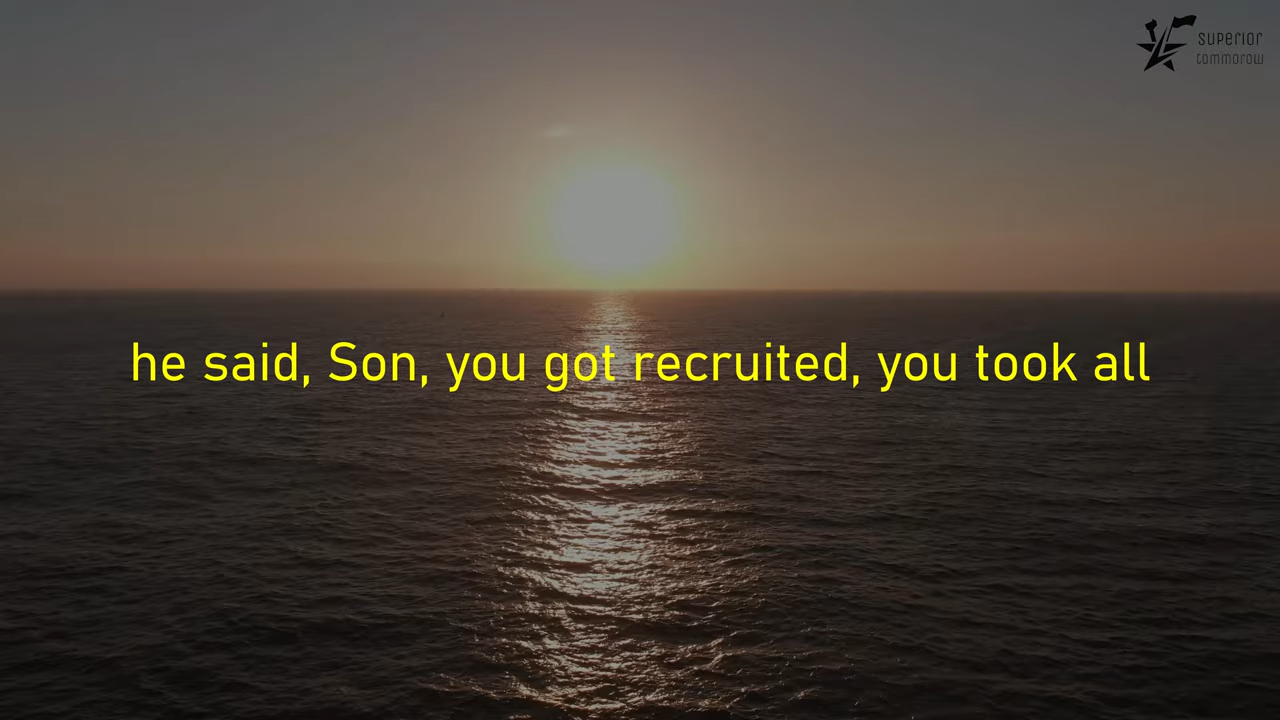 superior
tommorow
he said, Son, you got recruited, you took all